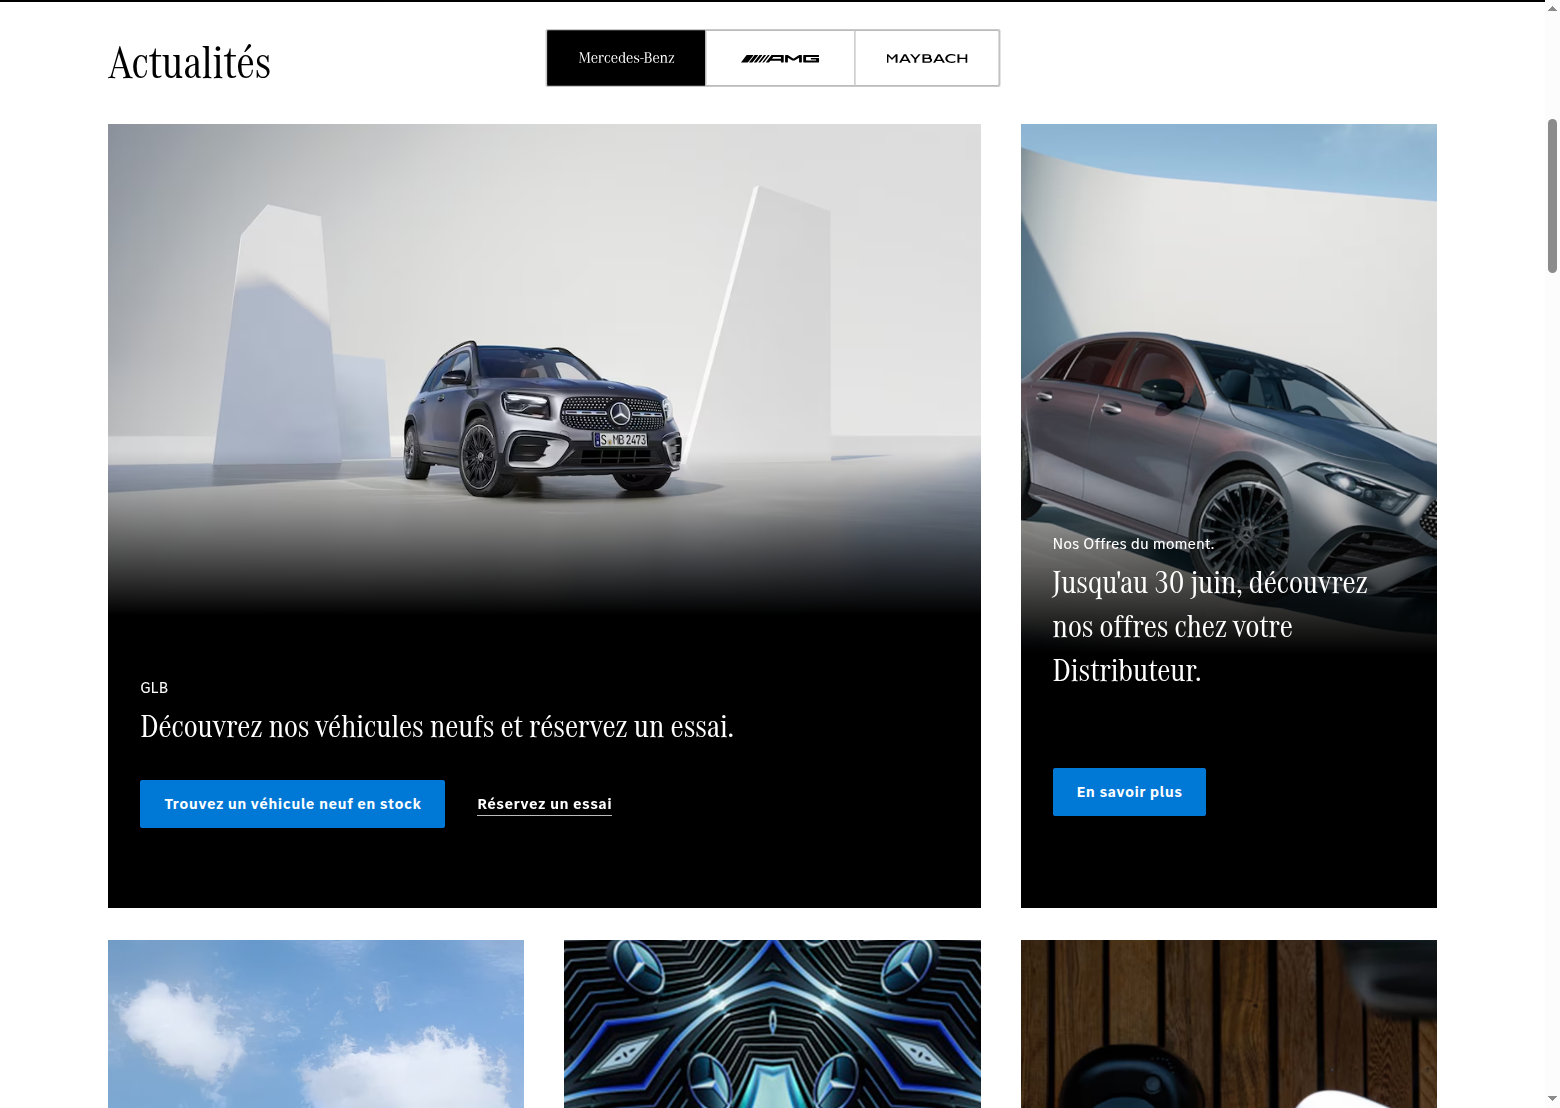 Actualités
Mercedes-Benz
AMG
MAYBACH
S MB 2473
GLB
Découvrez nos véhicules neufs et réservez un essai.
Trouvez un véhicule neuf en stock
Réservez un essai
Nos Offres du moment.
Jusqu'au 30 juin, découvrez
nos offres chez votre
Distributeur.
En savoir plus